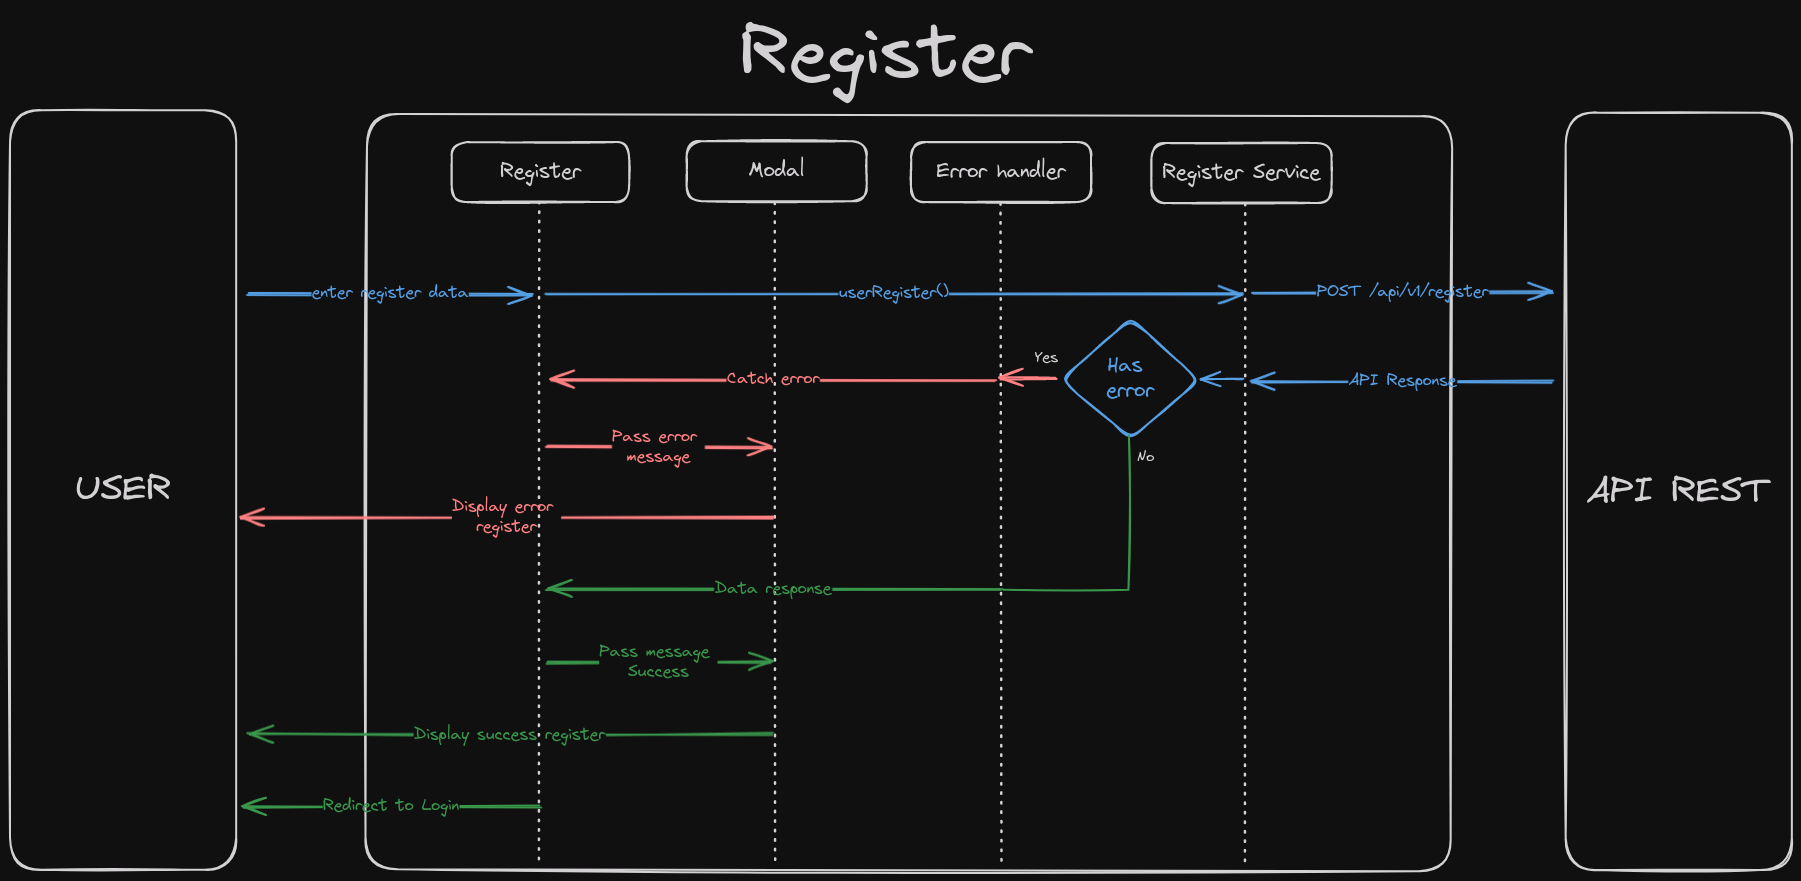 Register
Register
Modal
Error handler
Register Service
enter register data
userRegister()
POST /api/v1/register
Yes
Has
error
Catch error
API Response
Pass error
message
No
USER
API REST
Display error
register
Data response
Pass message
Success
Display success register
Redirect to Login